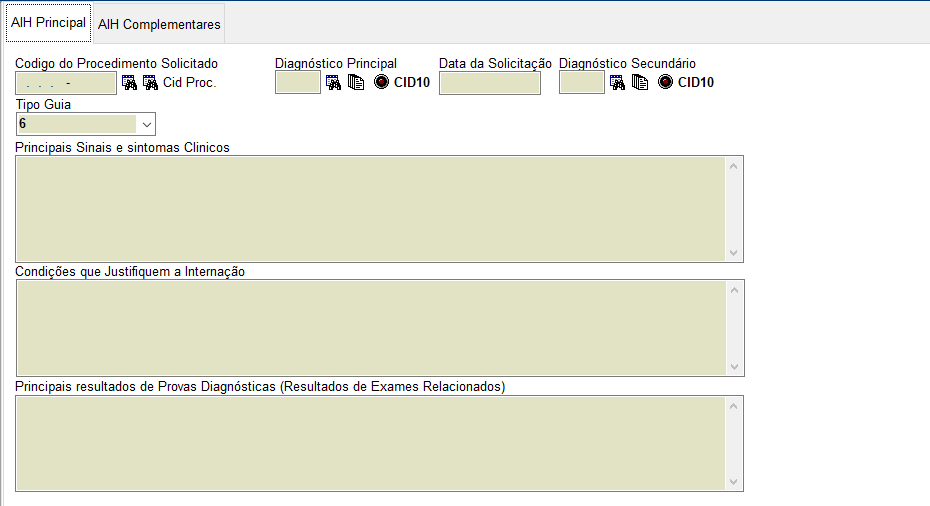 AIH Principal AIH Complementares
Codigo do Procedimento Solicitado Diagnóstico Principal Data da Solicitação Diagnóstico Secundário
. . . - Cid Proc. CID10 CID10
Tipo Guia
6
Principais Sinais e sintomas Clinicos
Condições que Justifiquem a Internação
Principais resultados de Provas Diagnósticas (Resultados de Exames Relacionados)